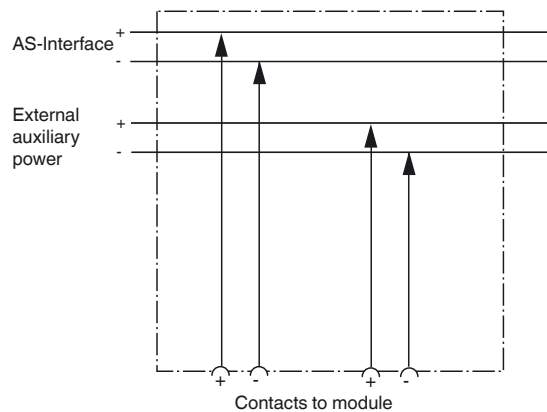 AS-Interface
+
-
External
auxiliary
power
+
-
+ - + -
Contacts to module